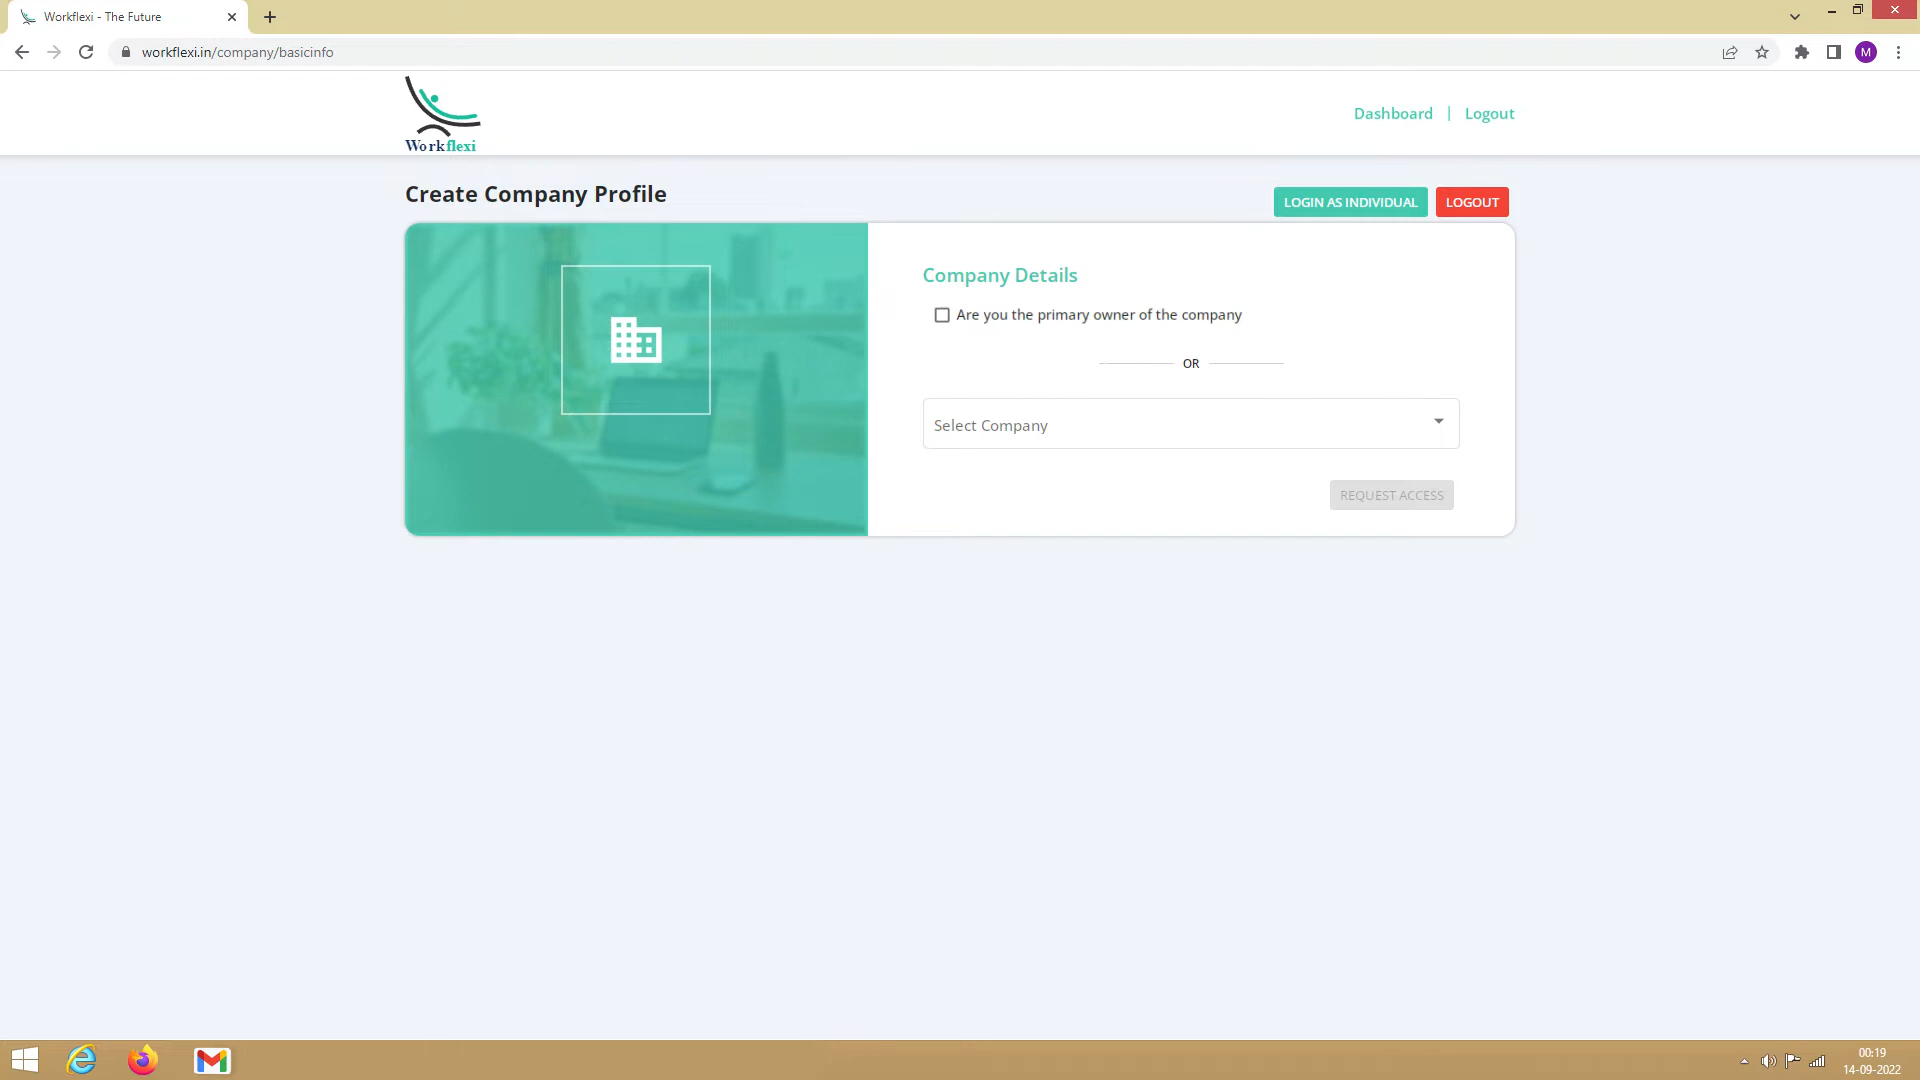 Workflexi - The Future
workflexi.in/company/basicinfo
M
Workflexi
Dashboard | Logout
Create Company Profile
LOGIN AS INDIVIDUAL
LOGOUT
Company Details
Are you the primary owner of the company
OR
Select Company
REQUEST ACCESS
00:19
14-09-2022